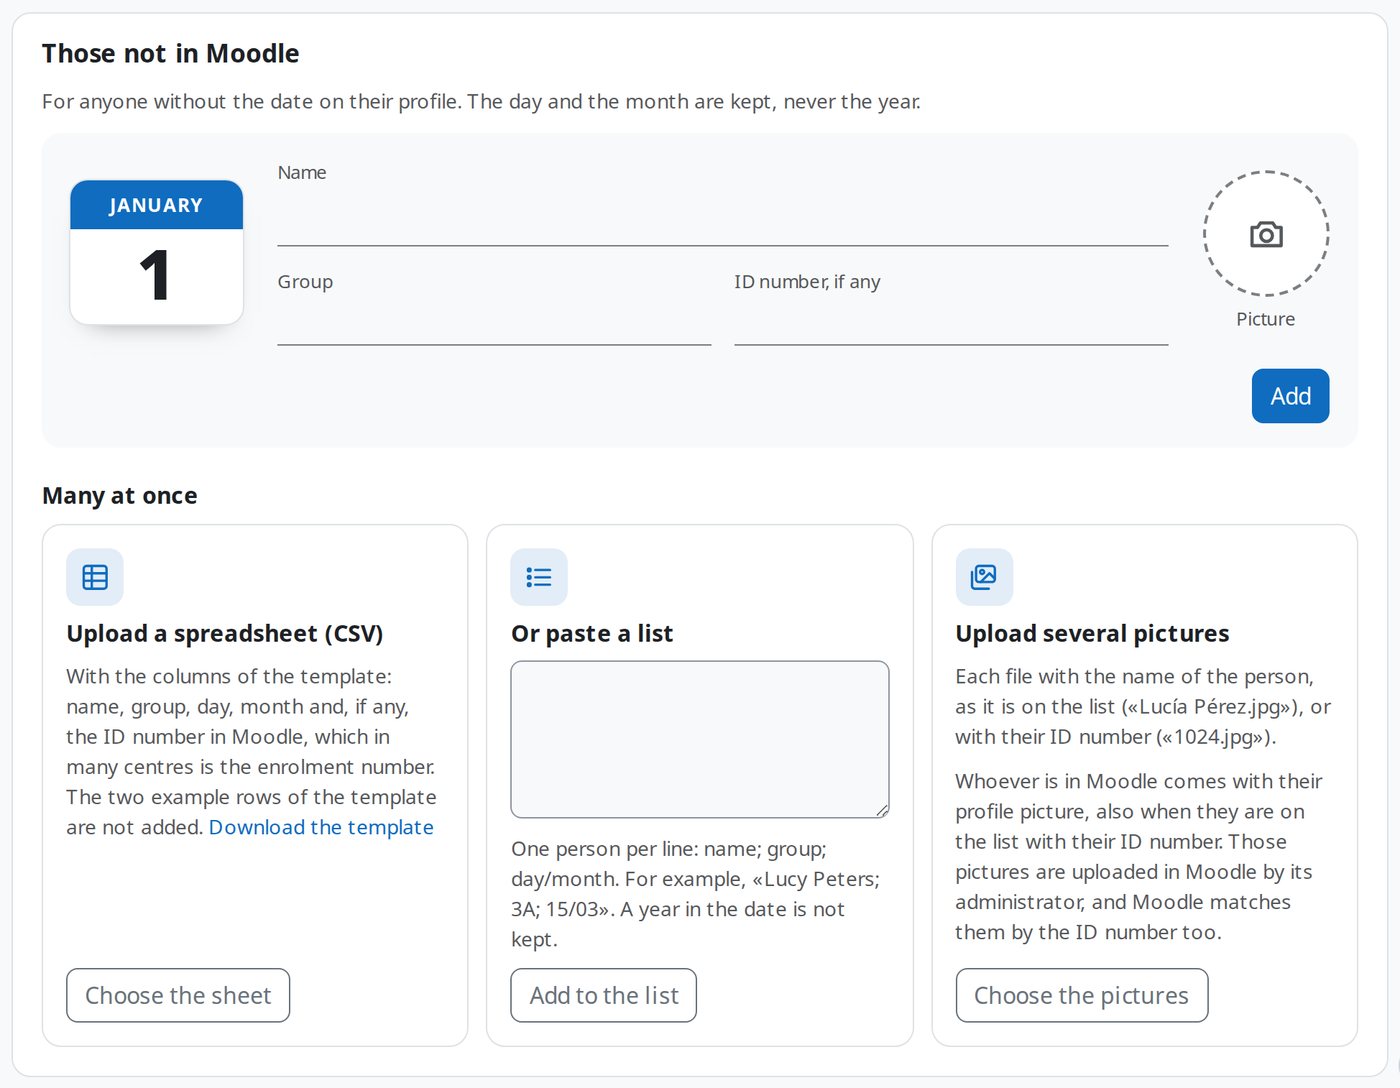 Those not in Moodle
For anyone without the date on their profile. The day and the month are kept, never the year.
JANUARY
1
Name
Group
ID number, if any
Picture
Add
Many at once
Upload a spreadsheet (CSV)
With the columns of the template:
name, group, day, month and, if any,
the ID number in Moodle, which in
many centres is the enrolment number.
The two example rows of the template
are not added. Download the template
Choose the sheet
Or paste a list
One person per line: name; group;
day/month. For example, «Lucy Peters;
3A; 15/03». A year in the date is not
kept.
Add to the list
Upload several pictures
Each file with the name of the person,
as it is on the list («Lucía Pérez.jpg»), or
with their ID number («1024.jpg»).
Whoever is in Moodle comes with their
profile picture, also when they are on
the list with their ID number. Those
pictures are uploaded in Moodle by its
administrator, and Moodle matches
them by the ID number too.
Choose the pictures